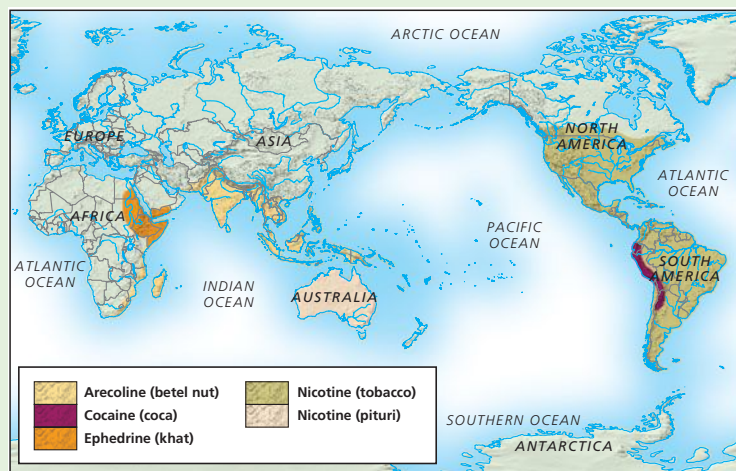 ARCTIC OCEAN
EUROPE
ASIA
NORTH
AMERICA
ATLANTIC
OCEAN
AFRICA
PACIFIC
OCEAN
ATLANTIC
OCEAN
INDIAN
OCEAN
AUSTRALIA
SOUTH
AMERICA
Arecoline (betel nut)
Cocaine (coca)
Ephedrine (khat)
Nicotine (tobacco)
Nicotine (pituri)
SOUTHERN OCEAN
ANTARCTICA